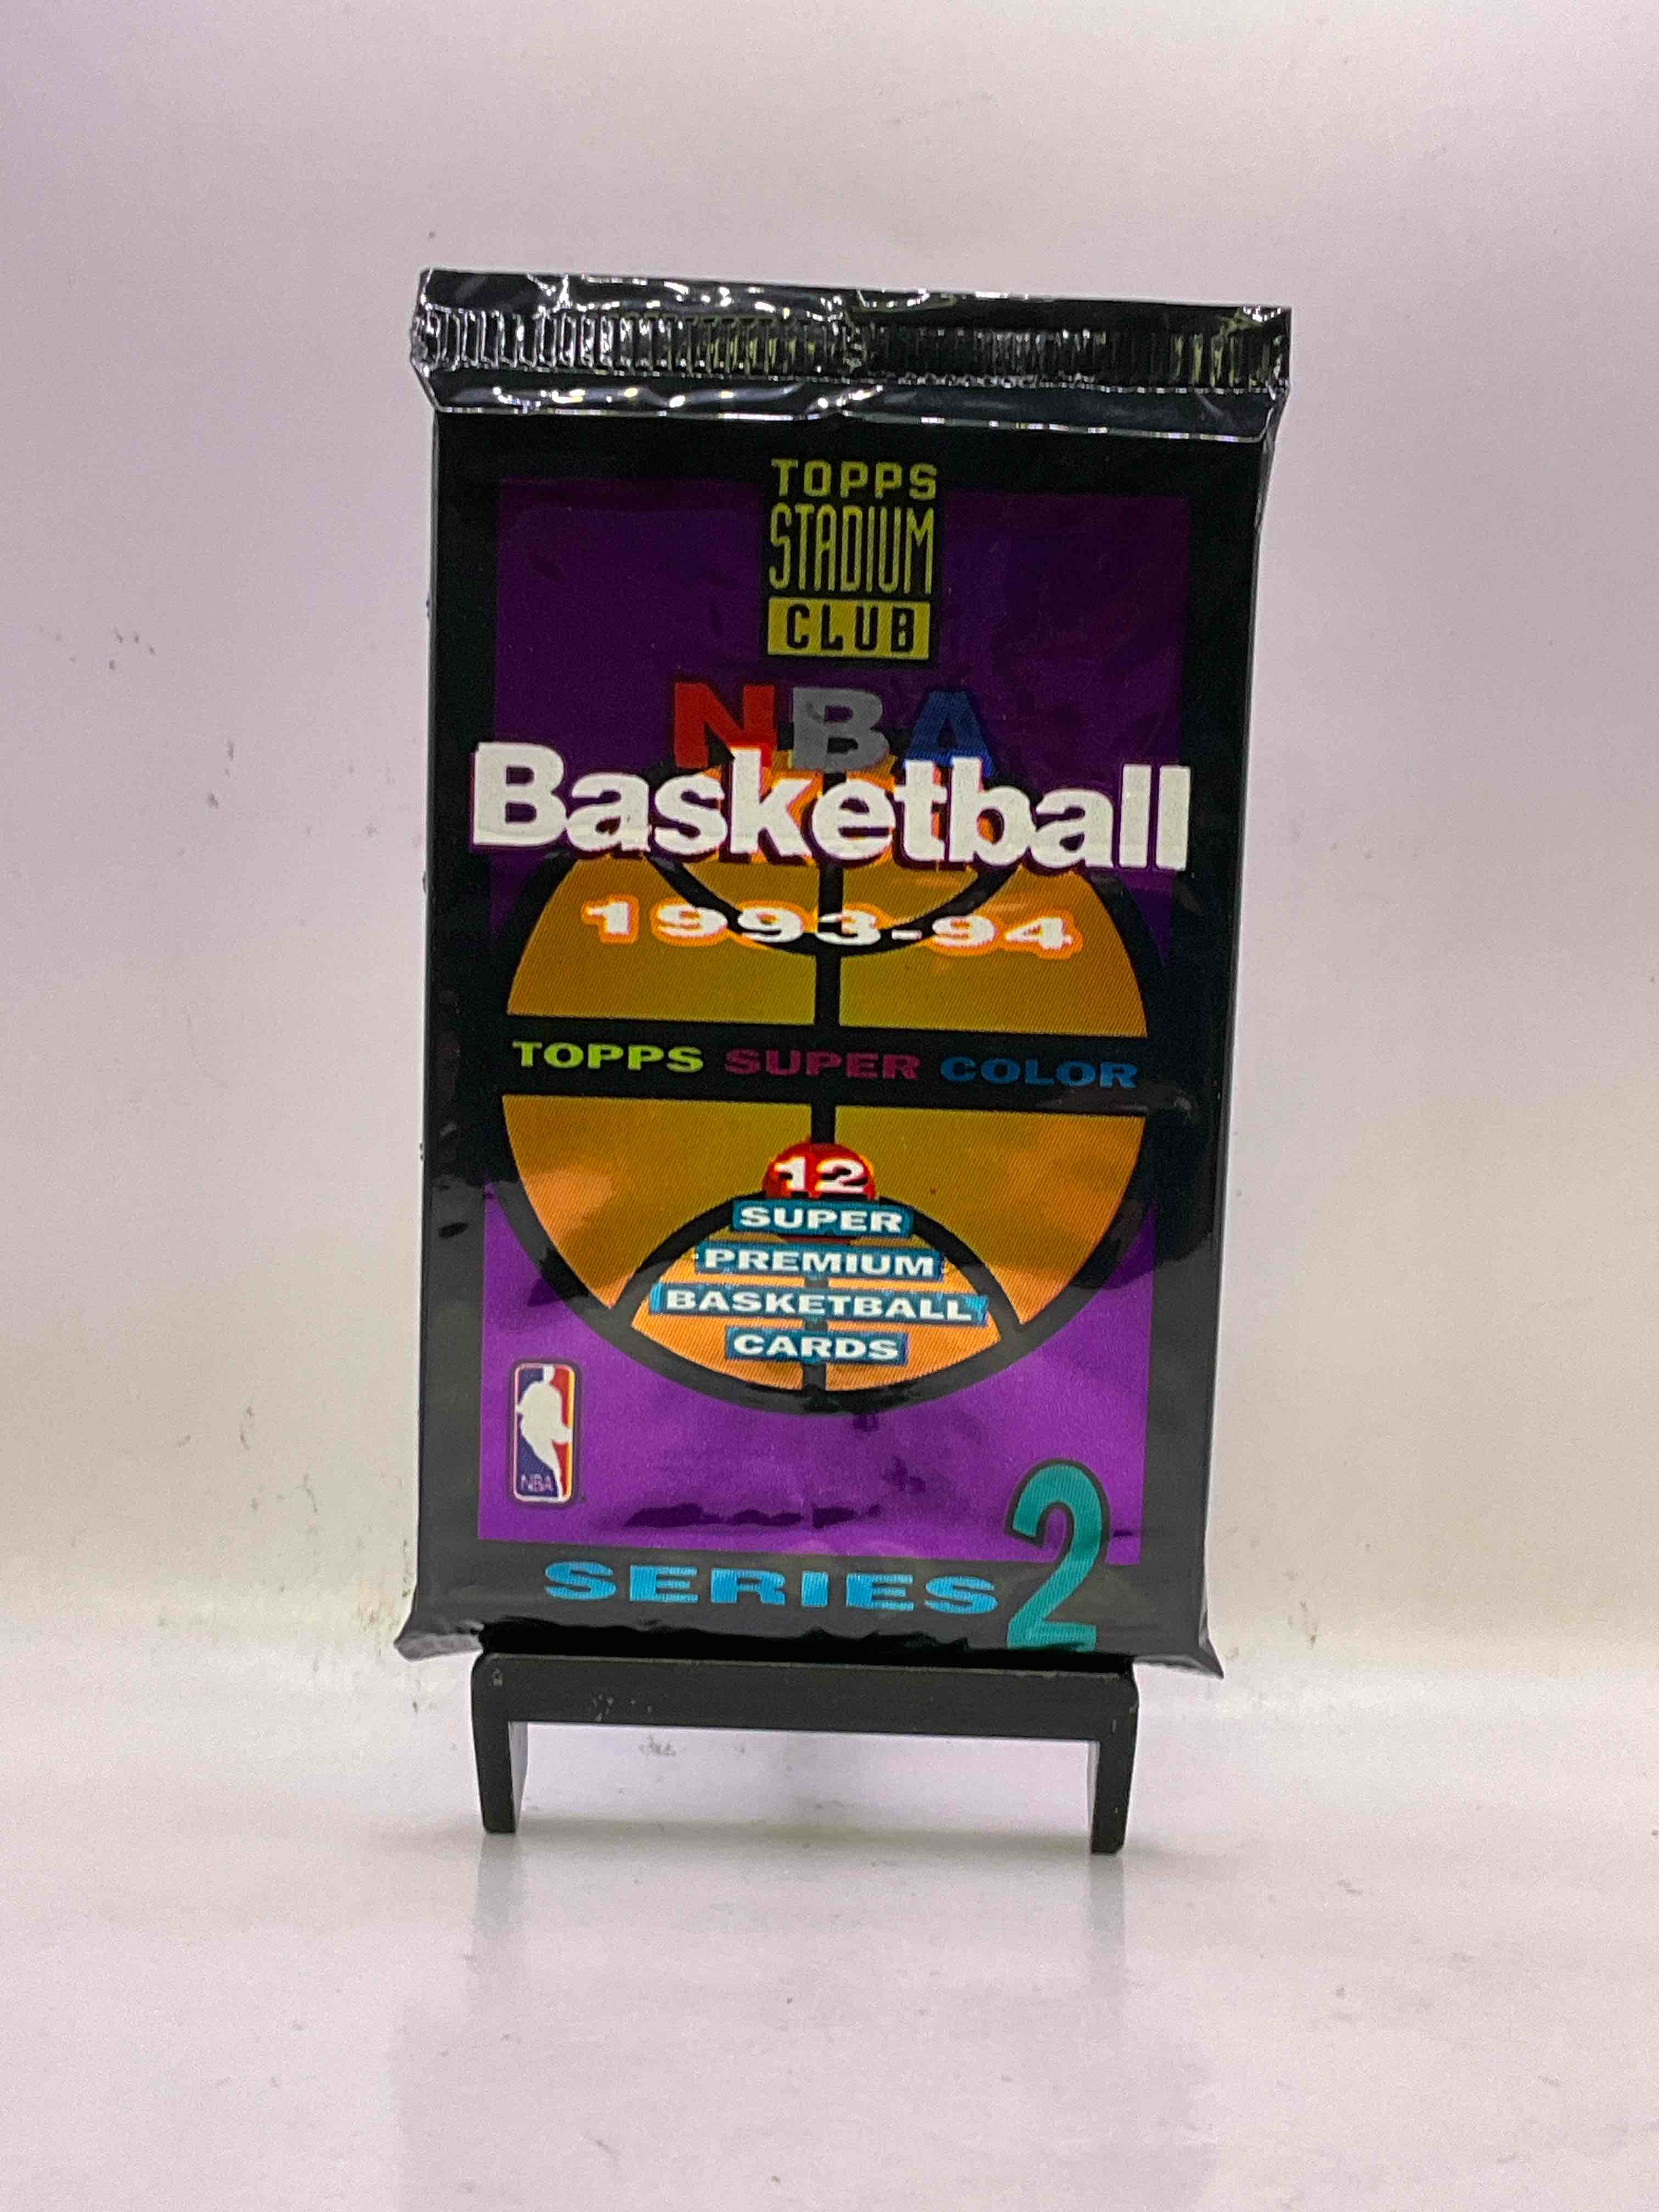 TOPPS
STADIUM
CLUB
NBA
Basketball
1993-94
TOPPS SUPER COLOR
12
SUPER
PREMIUM
BASKETBALL
CARDS
NBA
SERIES 2